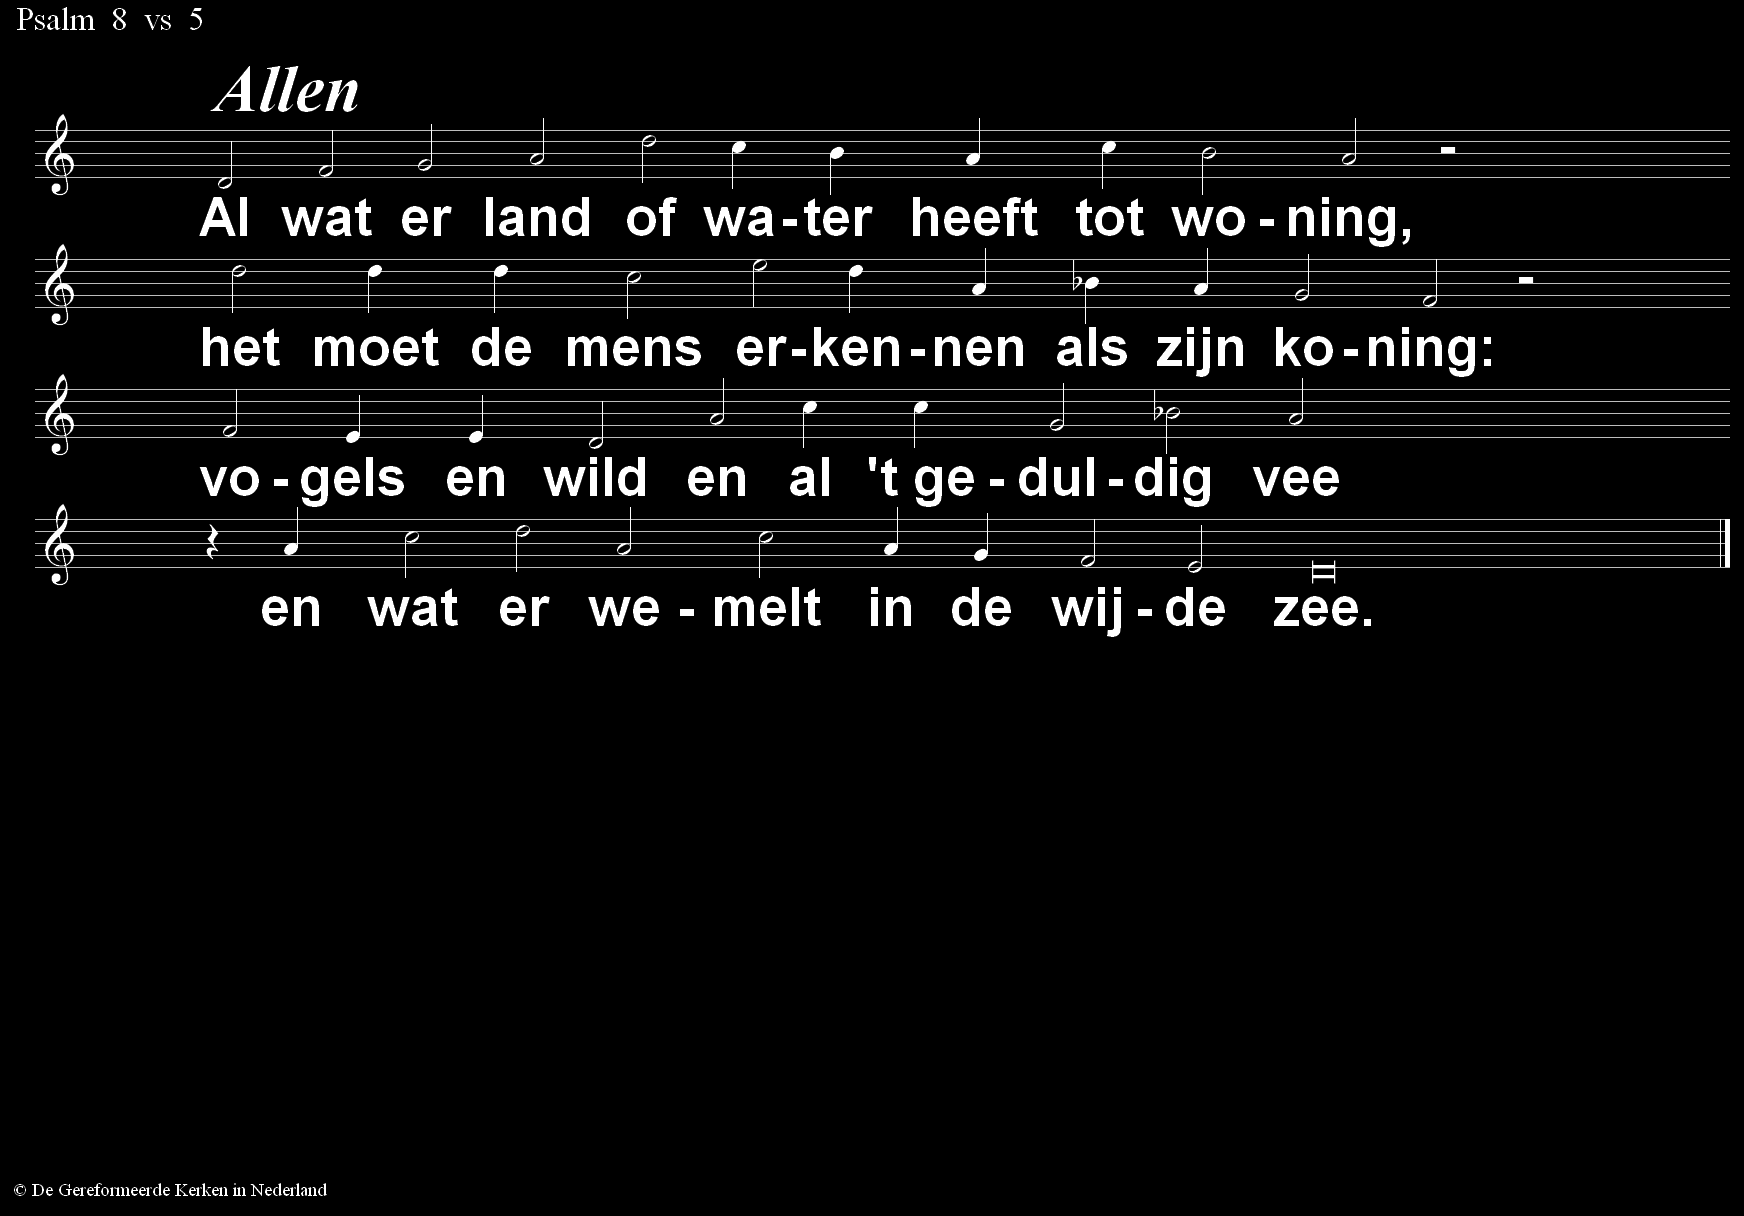 Psalm 8 vs 5
Allen
Al wat er land of wa-ter heeft tot wo-ning,
het moet de mens er-ken-nen als zijn ko-ning:
vo-gels en wild en al 't ge-dul-dig vee
en wat er we-melt in de wij-de zee.
© De Gereformeerde Kerken in Nederland